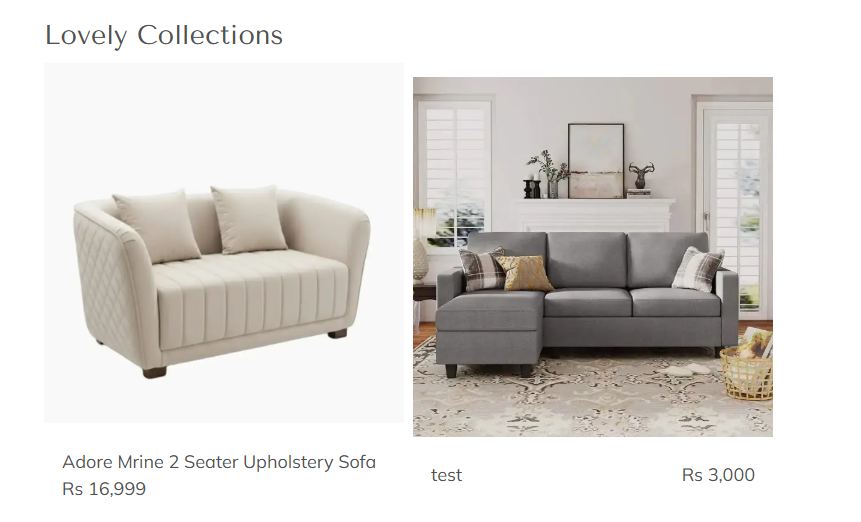 Lovely Collections
Adore Mrine 2 Seater Upholstery Sofa
Rs 16,999
test
Rs 3,000